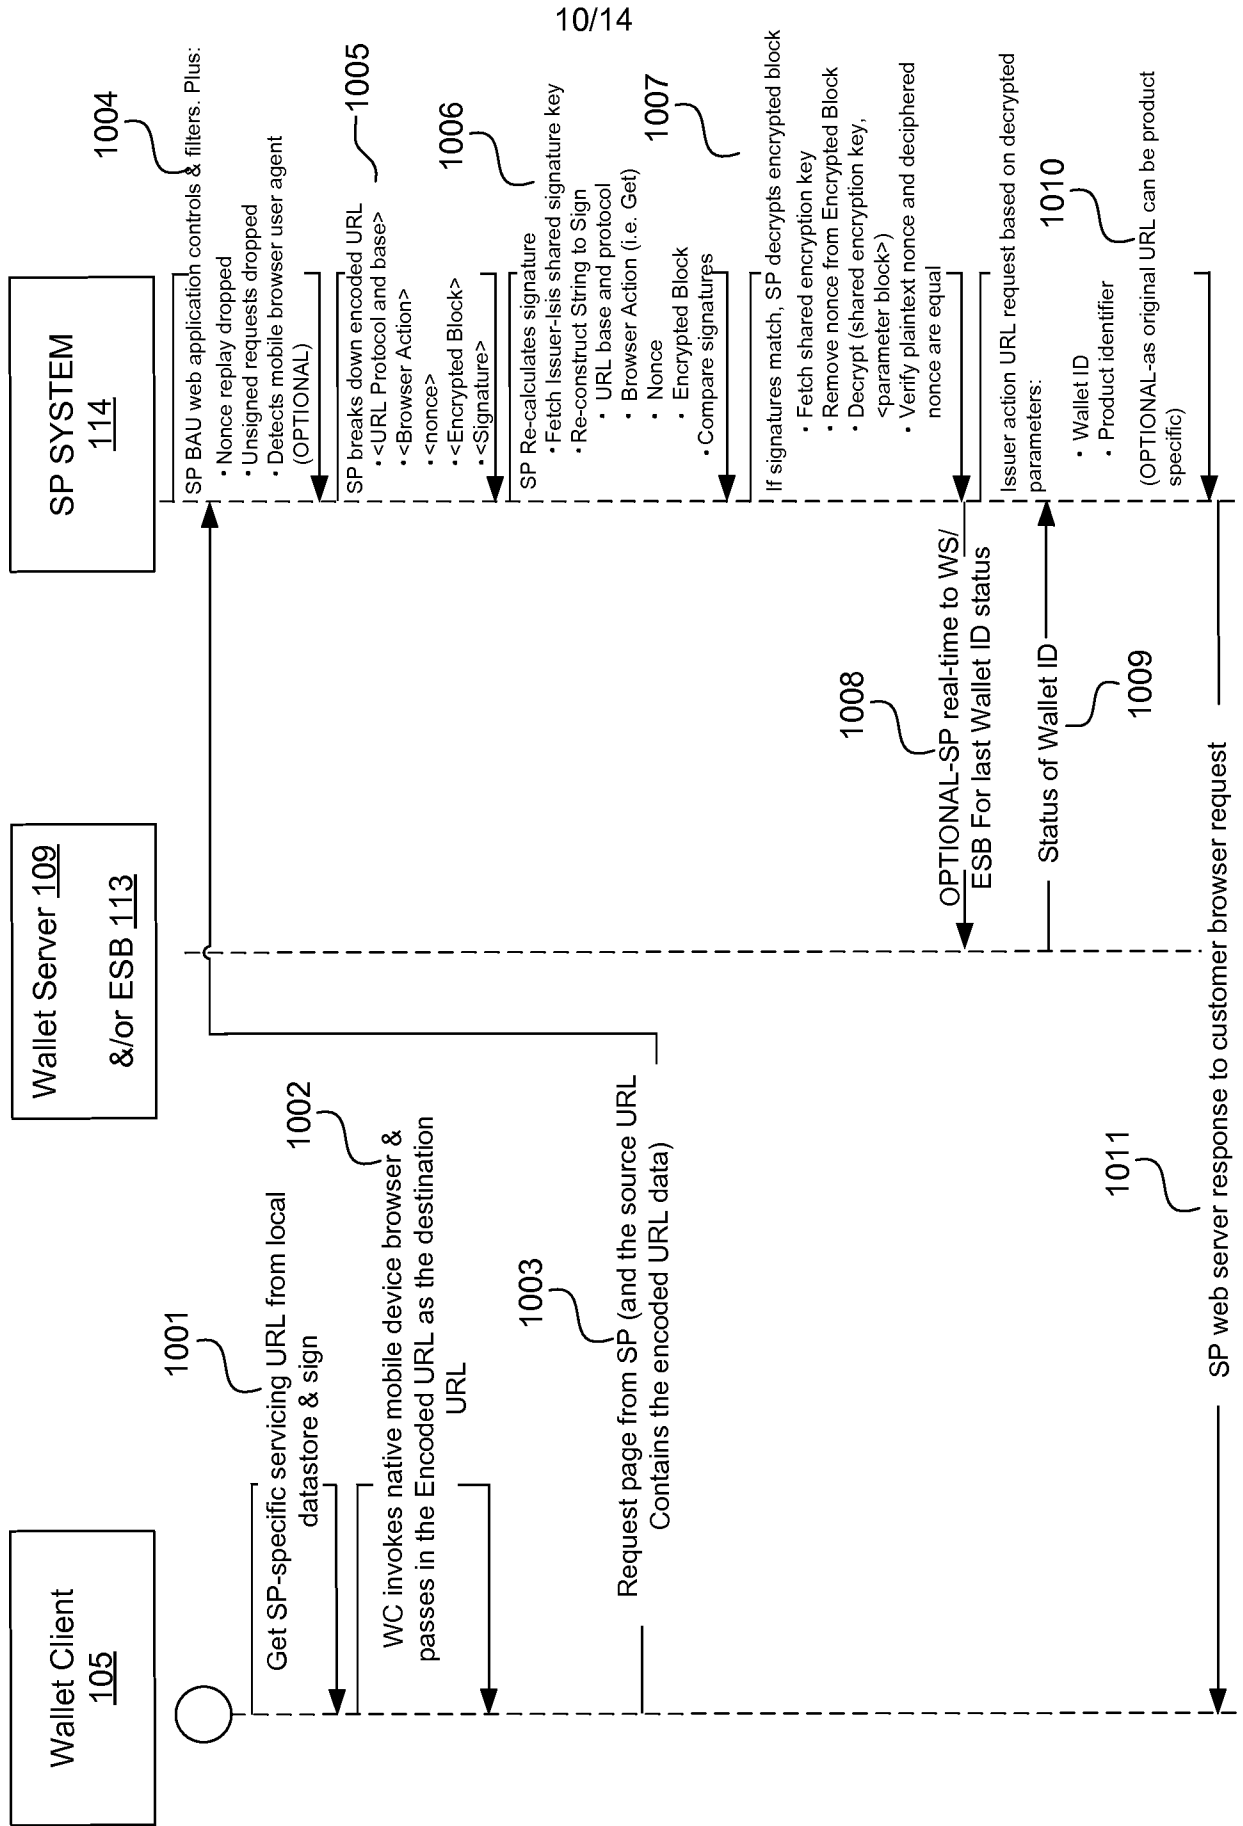 10/14
Wallet Client
105
Wallet Server 109
&/or ESB 113
SP SYSTEM
114
1001
Get SP-specific servicing URL from local
datastore & sign
1002
WC invokes native mobile device browser &
passes in the Encoded URL as the destination
URL
1003
Request page from SP (and the source URL
Contains the encoded URL data)
1004
SP BAU web application controls & filters. Plus:
• Nonce replay dropped
• Unsigned requests dropped
• Detects mobile browser user agent
(OPTIONAL)
1005
SP breaks down encoded URL
• <URL Protocol and base>
• <Browser Action>
• <nonce>
• <Encrypted Block>
• <Signature>
1006
SP Re-calculates signature
• Fetch Issuer-Isis shared signature key
• Re-construct String to Sign
• URL base and protocol
• Browser Action (i.e. Get)
• Nonce
• Encrypted Block
• Compare signatures
1007
If signatures match, SP decrypts encrypted block
• Fetch shared encryption key
• Remove nonce from Encrypted Block
• Decrypt (shared encryption key,
<parameter block>)
• Verify plaintext nonce and deciphered
nonce are equal
1008
OPTIONAL-SP real-time to WS/
ESB For last Wallet ID status
Status of Wallet ID
1009
Issuer action URL request based on decrypted
parameters:
• Wallet ID
• Product identifier
1010
(OPTIONAL-as original URL can be product
specific)
1011
SP web server response to customer browser request